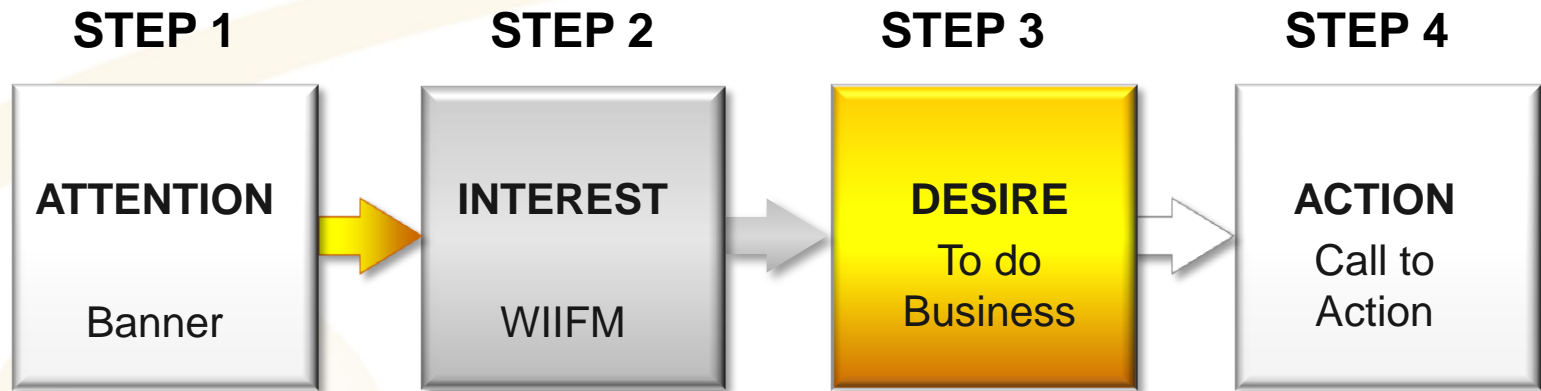 STEP 1
STEP 2
STEP 3
STEP 4
ATTENTION
Banner
INTEREST
WIIFM
DESIRE
To do
Business
ACTION
Call to
Action